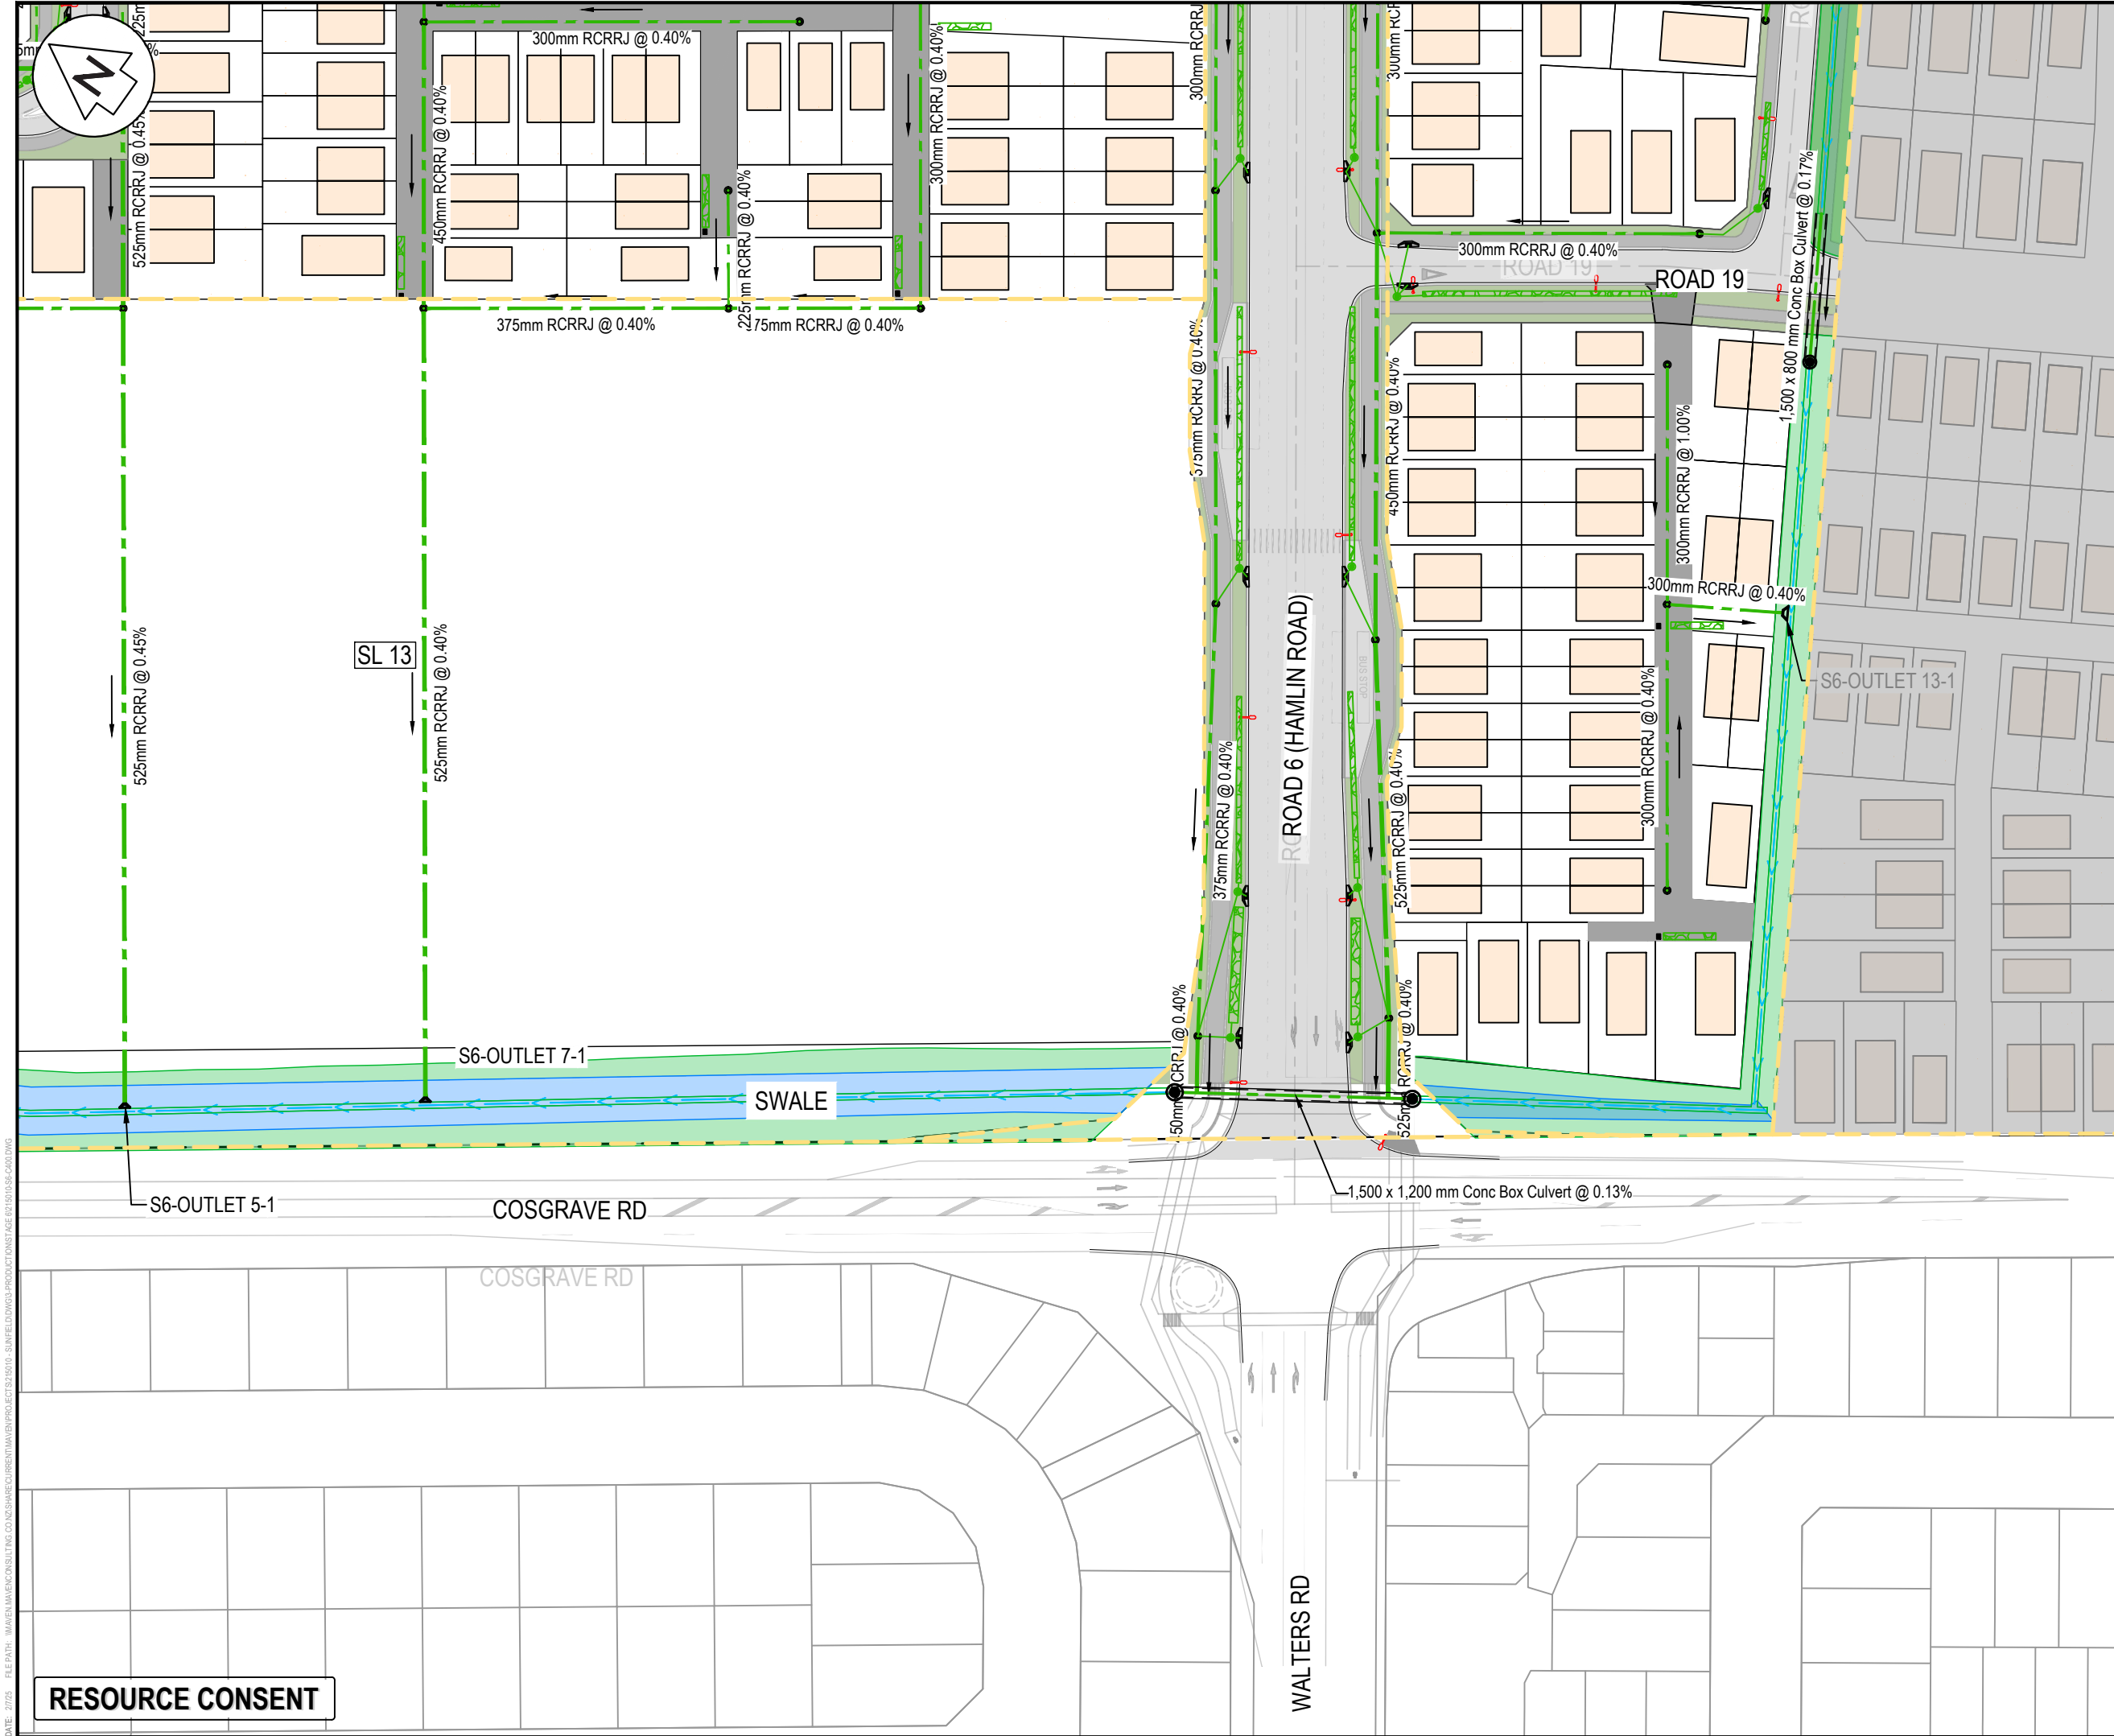 N
300mm RCRRJ @ 0.40%
525mm RCRRJ @ 0.45%
450mm RCRRJ @ 0.40%
225mm RCRRJ @ 0.40%
300mm RCRRJ @ 0.40%
300mm RCRRJ
375mm RCRRJ @ 0.40%
300mm RCRRJ @ 0.40%
ROAD 19
ROAD 19
1,500 x 800 mm Conc Box Culvert @ 0.17%
375mm RCRRJ @ 0.40%
450mm RCRRJ @ 0.40%
300mm RCRRJ @ 1.00%
300mm RCRRJ @ 0.40%
S6-OUTLET 13-1
300mm RCRRJ @ 0.40%
525mm RCRRJ @ 0.45%
SL 13
525mm RCRRJ @ 0.40%
ROAD 6 (HAMLIN ROAD)
BUS STOP
375mm RCRRJ @ 0.40%
525mm RCRRJ @ 0.40%
S6-OUTLET 7-1
SWALE
RCRRJ @ 0.40%
RCRRJ @ 0.40%
S6-OUTLET 5-1
COSGRAVE RD
1,500 x 1,200 mm Conc Box Culvert @ 0.13%
COSGRAVE RD
WALTERS RD
RESOURCE CONSENT